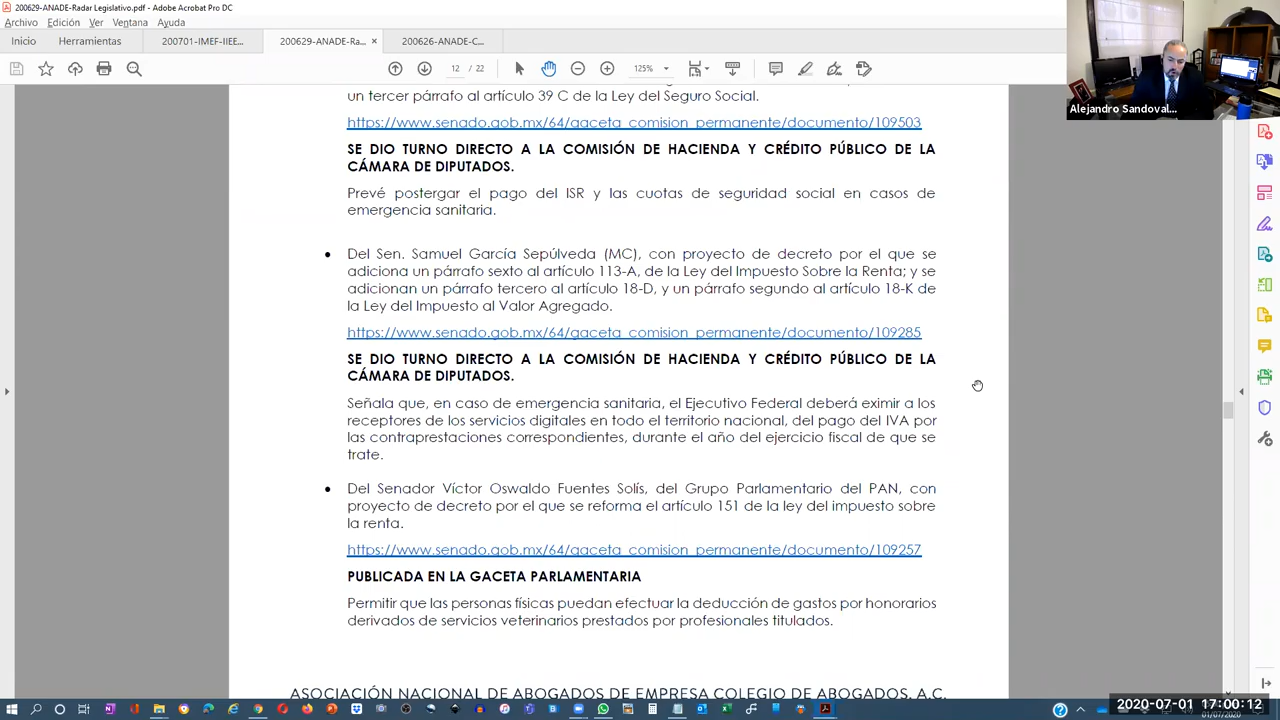 200629-ANADE-Radar Legislativo.pdf - Adobe Acrobat Pro DC
Archivo Edición Ver Ventana Ayuda
Inicio Herramientas 200701-IMEF-IIEE... 200629-ANADE-Ra... × 200626-ANADE-C...
12 / 22 125%
Alejandro Sandoval...
un tercer párrafo al artículo 39 C de la Ley del Seguro Social.
https://www.senado.gob.mx/64/gaceta_comision_permanente/documento/109503
SE DIO TURNO DIRECTO A LA COMISIÓN DE HACIENDA Y CRÉDITO PÚBLICO DE LA
CÁMARA DE DIPUTADOS.
Prevé postergar el pago del ISR y las cuotas de seguridad social en casos de
emergencia sanitaria.
• Del Sen. Samuel García Sepúlveda (MC), con proyecto de decreto por el que se
adiciona un párrafo sexto al artículo 113-A, de la Ley del Impuesto Sobre la Renta; y se
adicionan un párrafo tercero al artículo 18-D, y un párrafo segundo al artículo 18-K de
la Ley del Impuesto al Valor Agregado.
https://www.senado.gob.mx/64/gaceta_comision_permanente/documento/109285
SE DIO TURNO DIRECTO A LA COMISIÓN DE HACIENDA Y CRÉDITO PÚBLICO DE LA
CÁMARA DE DIPUTADOS.
Señala que, en caso de emergencia sanitaria, el Ejecutivo Federal deberá eximir a los
receptores de los servicios digitales en todo el territorio nacional, del pago del IVA por
las contraprestaciones correspondientes, durante el año del ejercicio fiscal de que se
trate.
• Del Senador Víctor Oswaldo Fuentes Solís, del Grupo Parlamentario del PAN, con
proyecto de decreto por el que se reforma el artículo 151 de la ley del impuesto sobre
la renta.
https://www.senado.gob.mx/64/gaceta_comision_permanente/documento/109257
PUBLICADA EN LA GACETA PARLAMENTARIA
Permitir que las personas físicas puedan efectuar la deducción de gastos por honorarios
derivados de servicios veterinarios prestados por profesionales titulados.
ASOCIACIÓN NACIONAL DE ABOGADOS DE EMPRESA COLEGIO DE ABOGADOS, A.C.
2020-07-01 17:00:12
01/07/2020